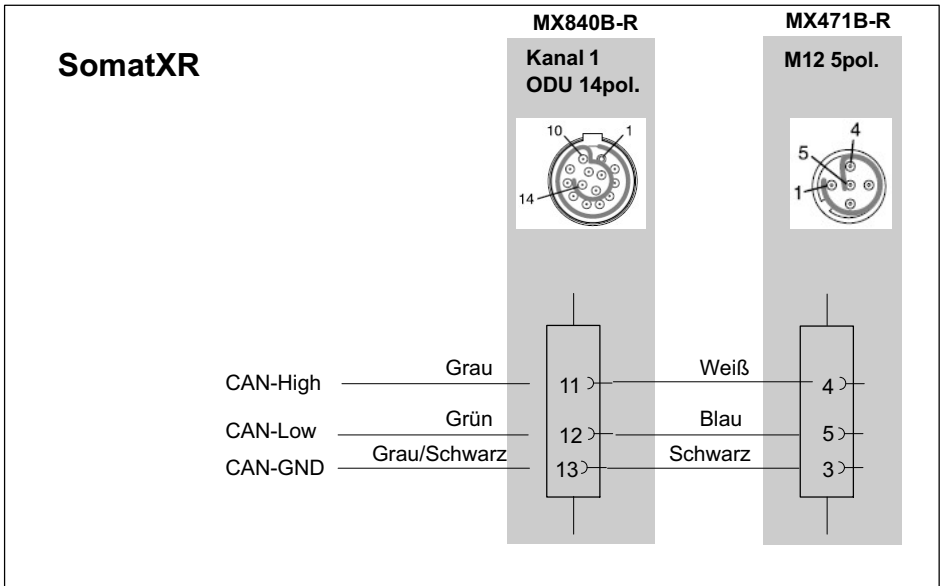 MX840B-R
MX471B-R
SomatXR
Kanal 1
ODU 14pol.
M12 5pol.
10
1
14
4
5
1
CAN-High
Grau
11
Weiß
4
CAN-Low
Grün
12
Blau
5
CAN-GND
Grau/Schwarz
13
Schwarz
3